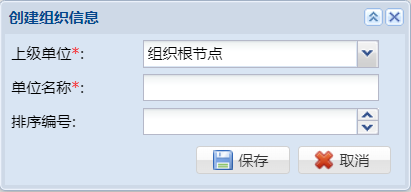 创建组织信息
上级单位*: 组织根节点
单位名称*:
排序编号:
保存 取消